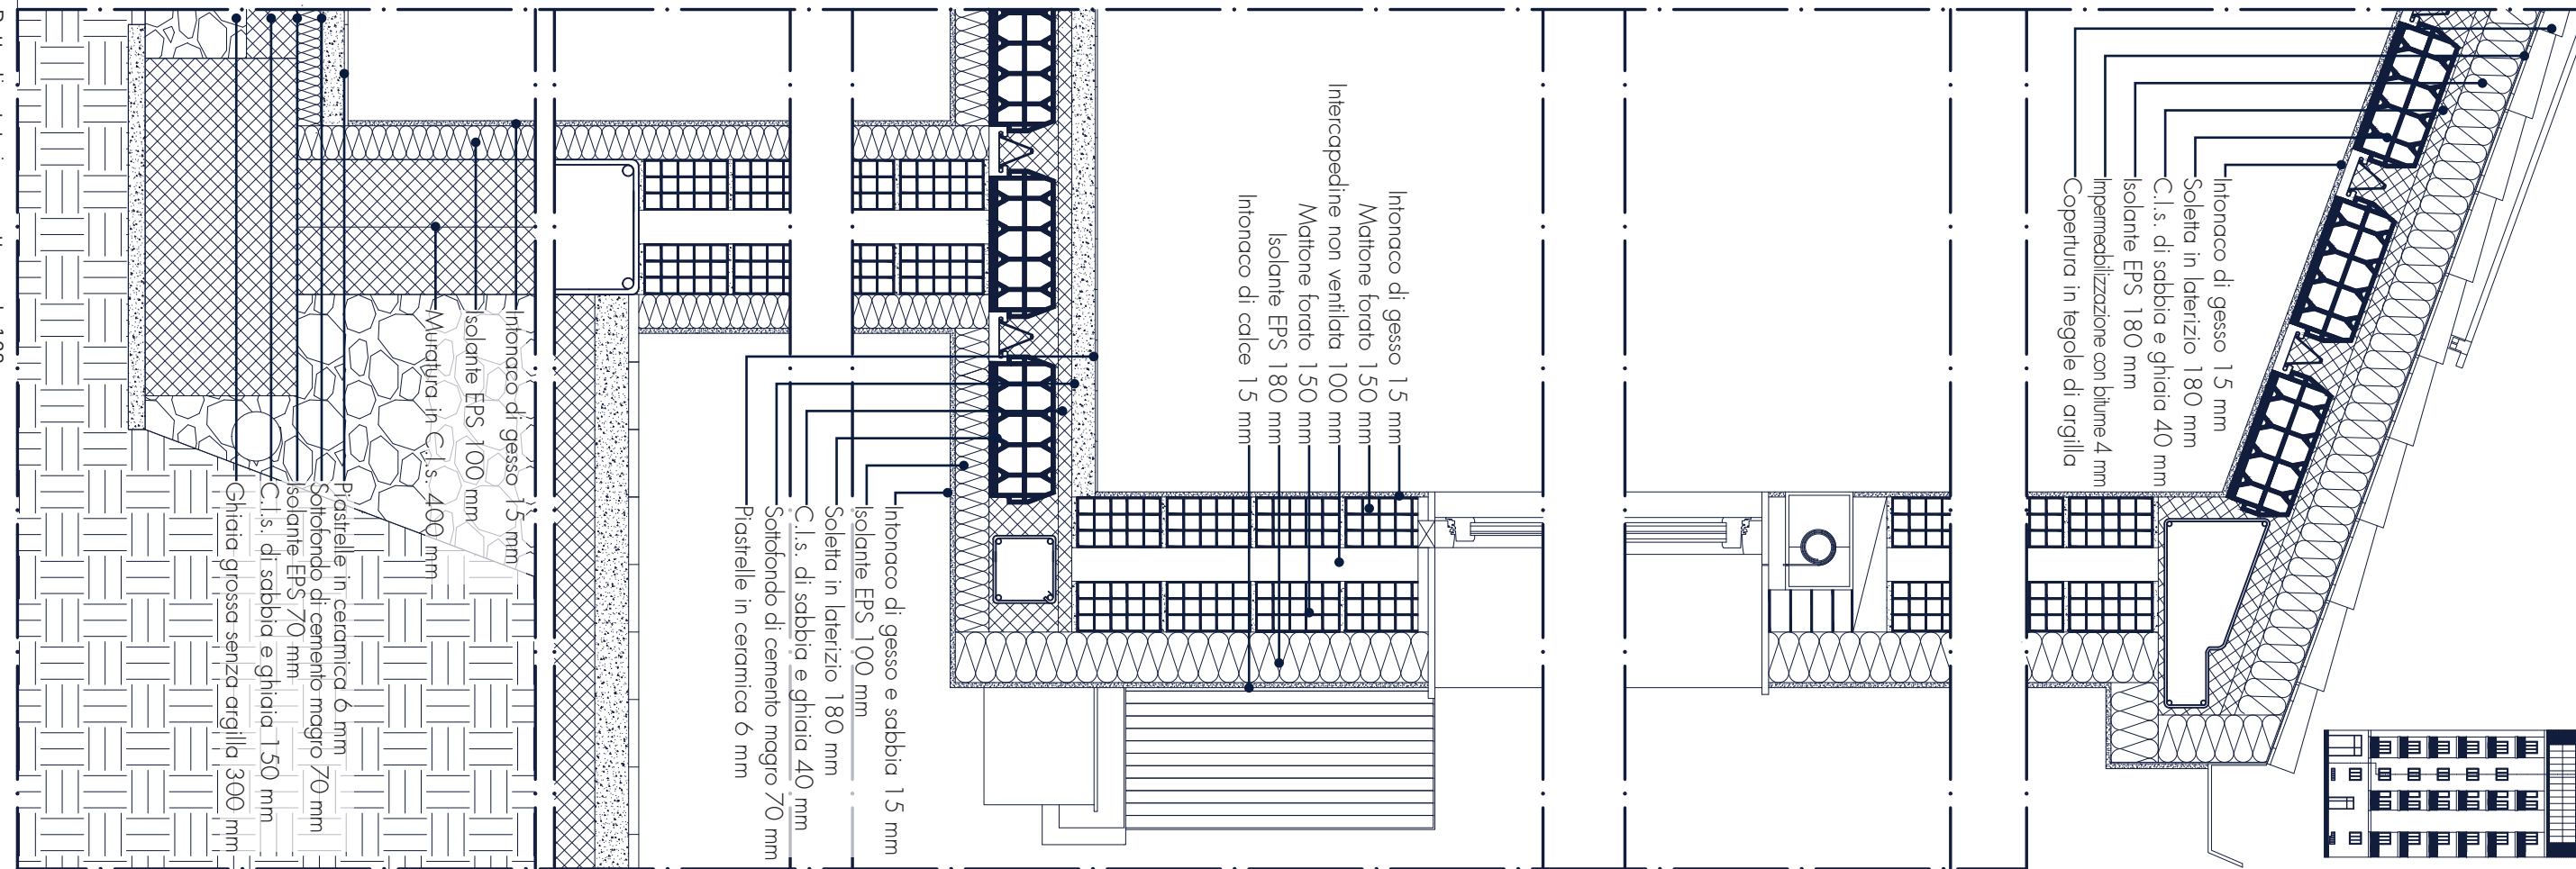 Intonaco di gesso 15 mm
Soletta in laterizio 180 mm
C.l.s. di sabbia e ghiaia 40 mm
Isolante EPS 180 mm
Impermeabilizzazione con bitume 4 mm
Copertura in tegole di argilla
Intonaco di gesso 15 mm
Mattone forato 150 mm
Intercapedine non ventilata 100 mm
Mattone forato 150 mm
Isolante EPS 180 mm
Intonaco di calce 15 mm
Intonaco di gesso e sabbia 15 mm
Isolante EPS 100 mm
Soletta in laterizio 180 mm
C.l.s. di sabbia e ghiaia 40 mm
Sottofondo di cemento magro 70 mm
Piastrelle in ceramica 6 mm
Intonaco di gesso 15 mm
Isolante EPS 100 mm
Muratura in C.l.s. 400 mm
Piastrelle in ceramica 6 mm
Sottofondo di cemento magro 70 mm
Isolante EPS 70 mm
C.l.s. di sabbia e ghiaia 150 mm
Ghiaia grossa senza argilla 300 mm